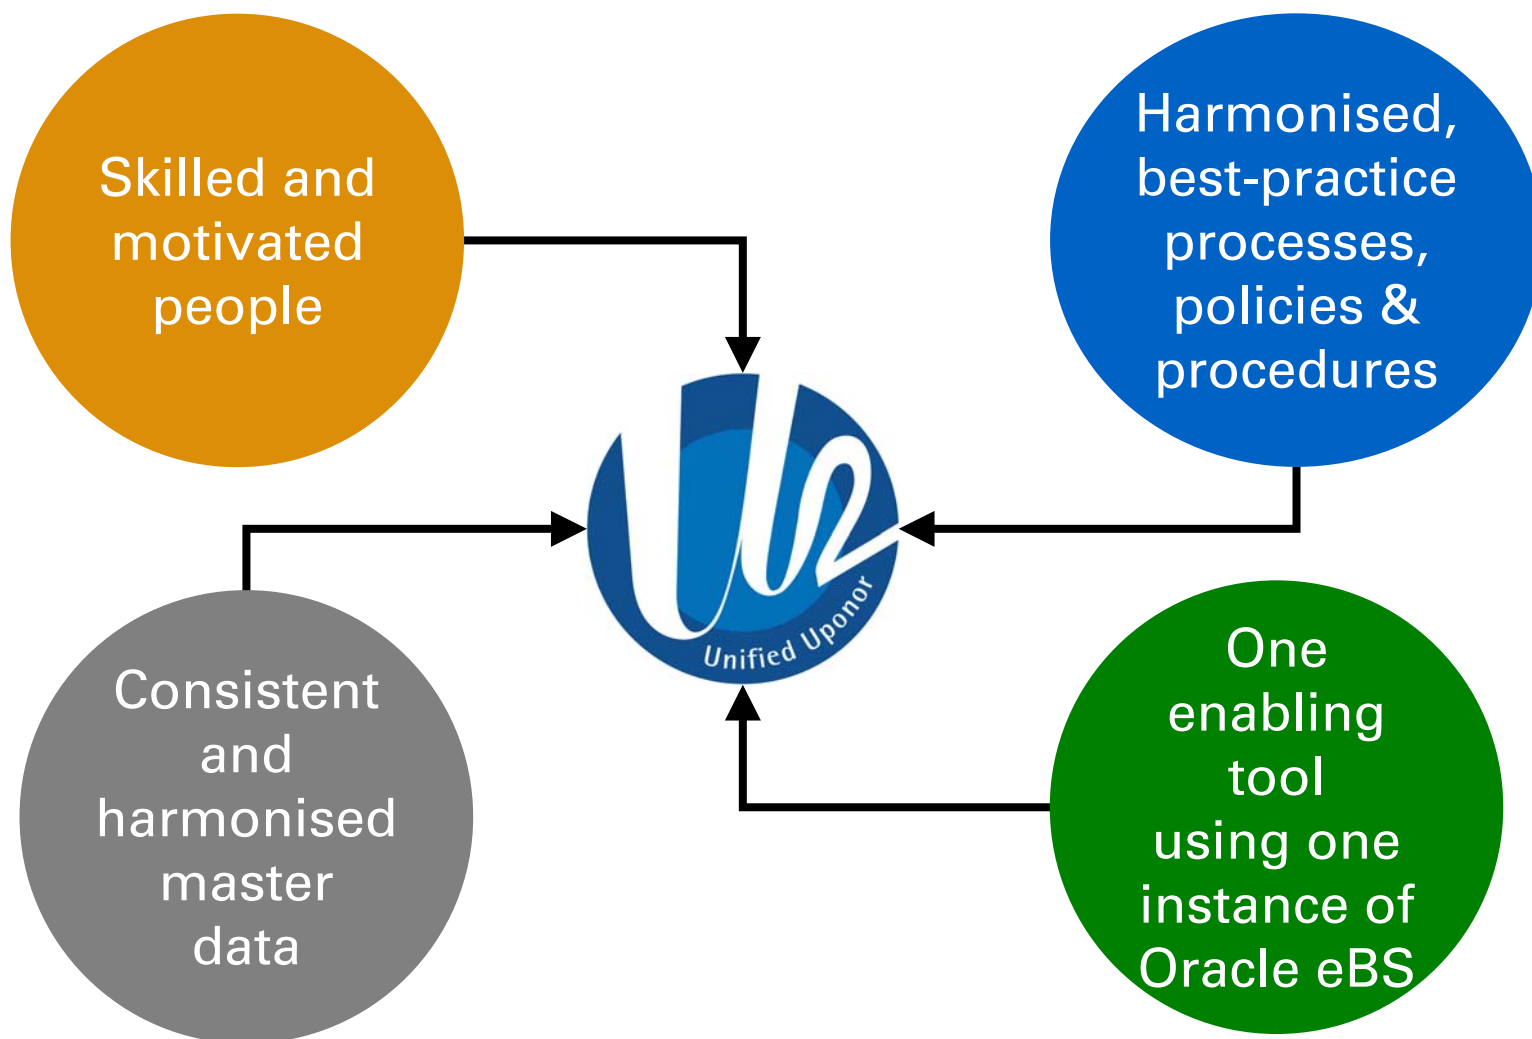 Skilled and
motivated
people
Harmonised,
best-practice
processes,
policies &
procedures
UU2
Unified Uponor
Consistent
and
harmonised
master
data
One
enabling
tool
using one
instance of
Oracle eBS